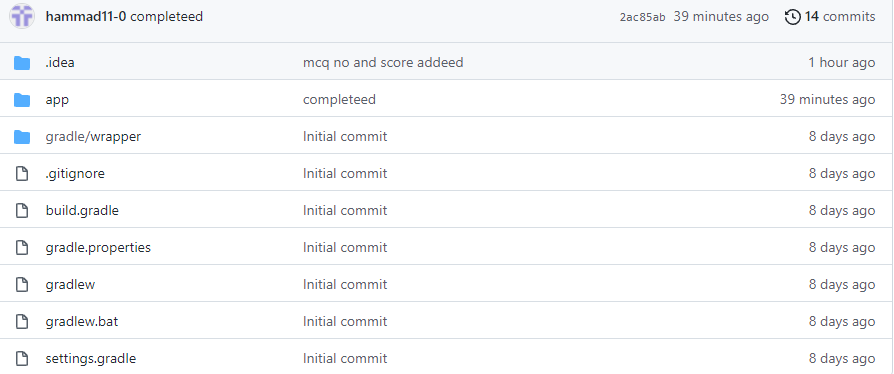 hammad11-0 completeed 2ac85ab 39 minutes ago 14 commits
.idea mcq no and score addeed 1 hour ago
app completeed 39 minutes ago
gradle/wrapper Initial commit 8 days ago
.gitignore Initial commit 8 days ago
build.gradle Initial commit 8 days ago
gradle.properties Initial commit 8 days ago
gradlew Initial commit 8 days ago
gradlew.bat Initial commit 8 days ago
settings.gradle Initial commit 8 days ago